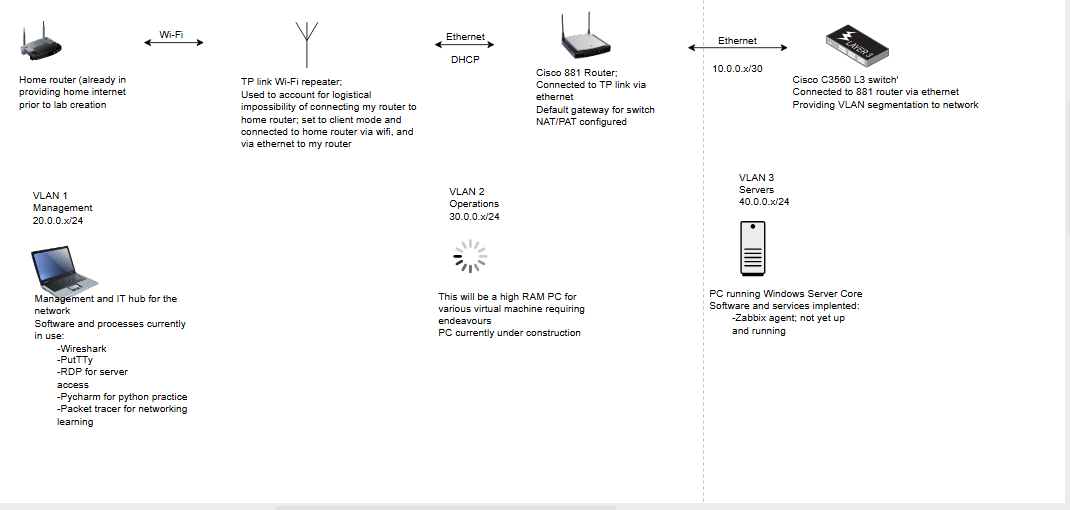 Wi-Fi
Ethernet
DHCP
Ethernet
10.0.0.x/30
LAYER-3
Home router (already in
providing home internet
prior to lab creation
TP link Wi-Fi repeater;
Used to account for logistical
impossibility of connecting my router to
home router; set to client mode and
connected to home router via wifi, and
via ethernet to my router
Cisco 881 Router;
Connected to TP link via
ethernet
Default gateway for switch
NAT/PAT configured
Cisco C3560 L3 switch'
Connected to 881 router via ethernet
Providing VLAN segmentation to network
VLAN 1
Management
20.0.0.x/24
Management and IT hub for the
network
Software and processes currently
in use;
-Wireshark
-PutTTy
-RDP for server
access
-Pycharm for python practice
-Packet tracer for networking
learning
VLAN 2
Operations
30.0.0.x/24
This will be a high RAM PC for
various virtual machine requiring
endeavours
PC currently under construction
VLAN 3
Servers
40.0.0.x/24
PC running Windows Server Core
Software and services implented:
-Zabbix agent; not yet up
and running